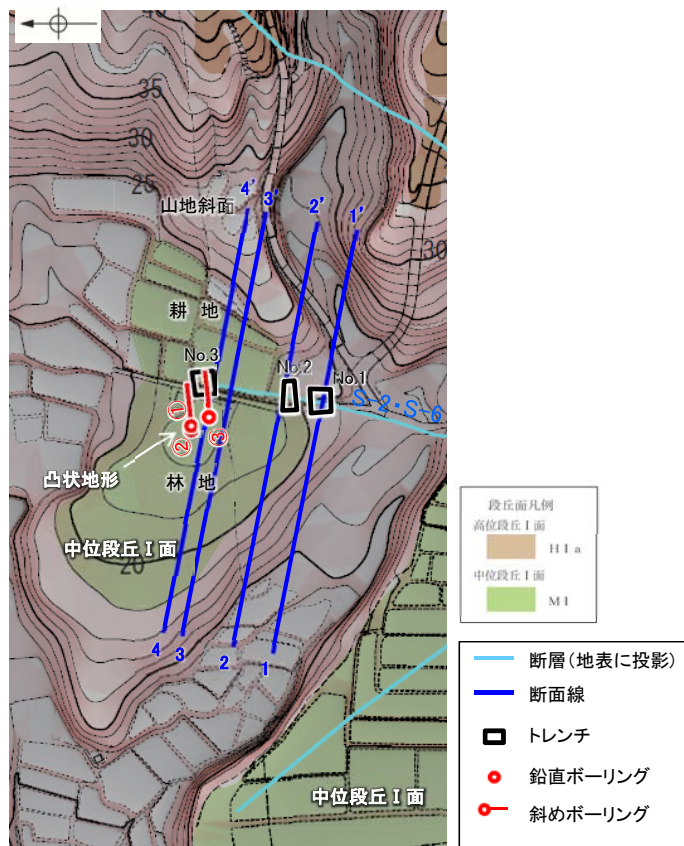 35
30
25
4'
3'
山地斜面
2'
1'
30
耕 地
No.3
No.2
No.1
S-2・S-6
①
②
③
凸状地形
林 地
中位段丘Ⅰ面
20
4
3
2
1
中位段丘Ⅰ面
段丘面凡例
高位段丘Ⅰ面
HⅠa
中位段丘Ⅰ面
MⅠ
断層(地表に投影)
断面線
トレンチ
鉛直ボーリング
斜めボーリング